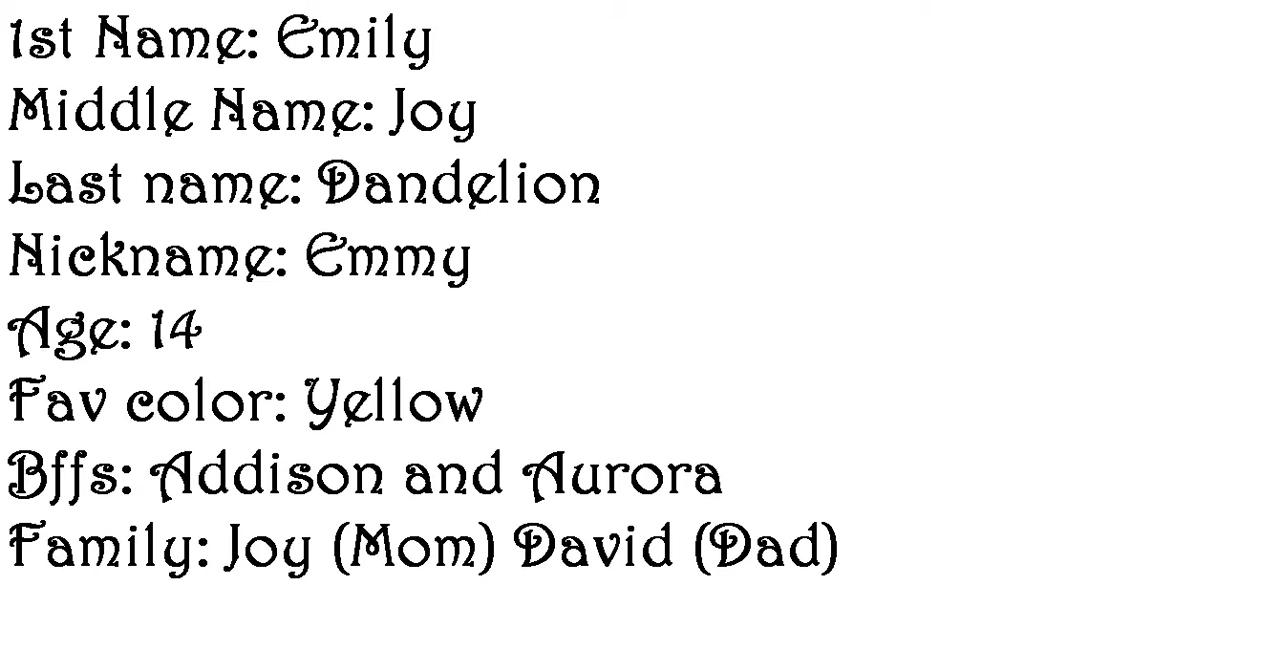 1st Name: Emily
Middle Name: Joy
Last name: Dandelion
Nickname: Emmy
Age: 14
Fav color: Yellow
Bffs: Addison and Aurora
Family: Joy (Mom) David (Dad)